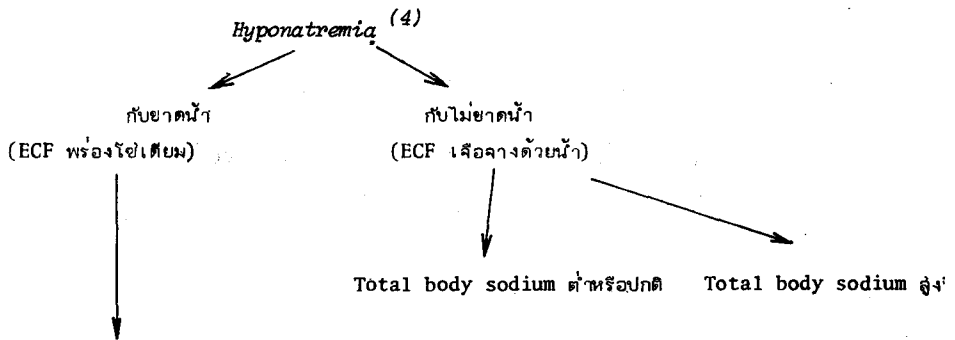 Hyponatremia (4)
กับขาดน้ำ กับไม่ขาดน้ำ
(ECF พร่องโซเดียม) (ECF เจือจางด้วยน้ำ)
Total body sodium ต่ำหรือปกติ Total body sodium สูง